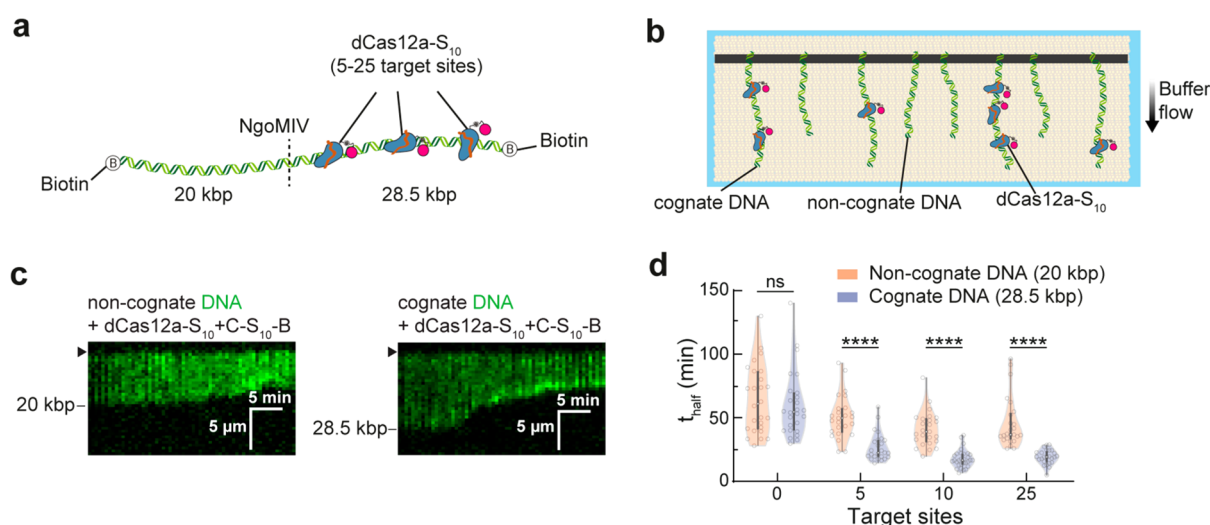 a
dCas12a-S10
(5-25 target sites)
NgoMIV
B
Biotin
B
Biotin
20 kbp
28.5 kbp
b
Buffer
flow
cognate DNA
non-cognate DNA
dCas12a-S10
c
non-cognate DNA
+ dCas12a-S10+C-S10-B
20 kbp
5 min
5 µm
cognate DNA
+ dCas12a-S10+C-S10-B
28.5 kbp
5 min
5 µm
d
Non-cognate DNA (20 kbp)
Cognate DNA (28.5 kbp)
thalf (min)
150
100
50
0
ns
****
****
****
0
5
10
25
Target sites